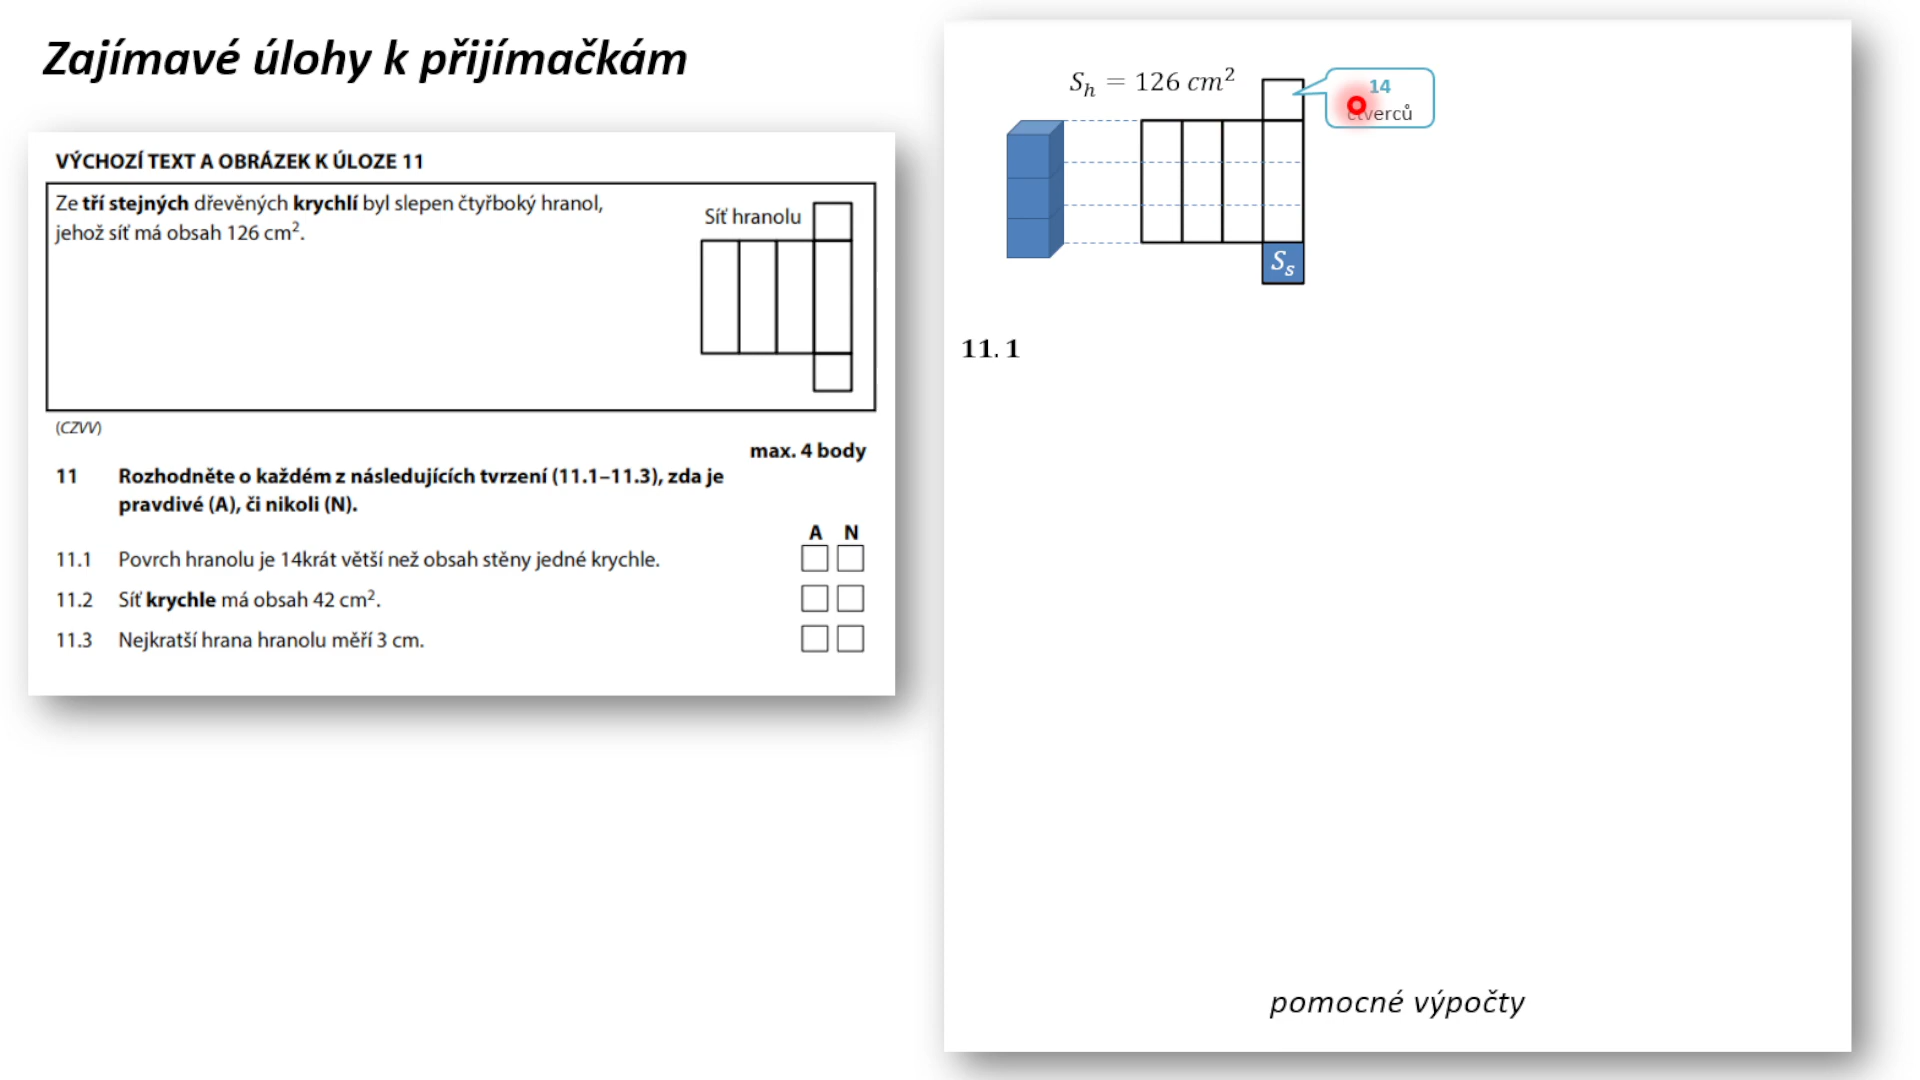 Zajímavé úlohy k přijímačkám
VÝCHOZÍ TEXT A OBRÁZEK K ÚLOZE 11
Ze tří stejných dřevěných krychlí byl slepen čtyřboký hranol,
jehož síť má obsah 126 cm².
Síť hranolu
(CZVV)
max. 4 body
11 Rozhodněte o každém z následujících tvrzení (11.1–11.3), zda je
pravdivé (A), či nikoli (N).
A N
11.1 Povrch hranolu je 14krát větší než obsah stěny jedné krychle.
11.2 Síť krychle má obsah 42 cm².
11.3 Nejkratší hrana hranolu měří 3 cm.
S_h = 126 cm²
14
čtverců
S_s
11.1
pomocné výpočty